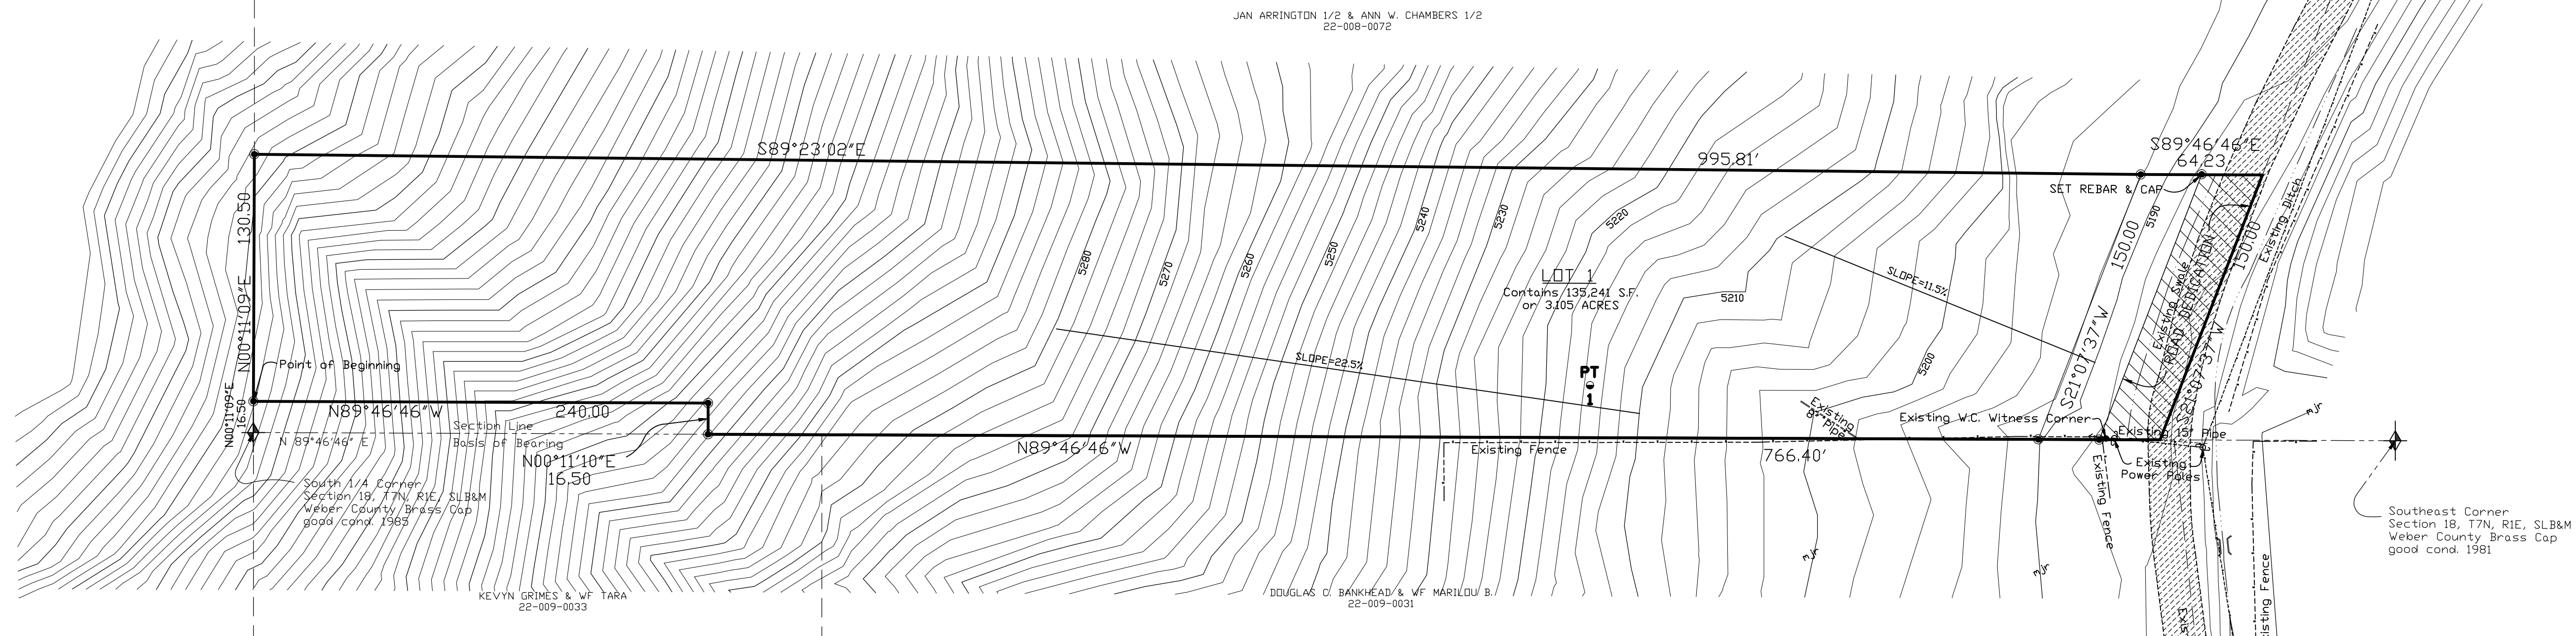 JAN ARRINGTON 1/2 & ANN W. CHAMBERS 1/2
22-008-0072
S89°23'02"E
995.81'
S89°46'46"E
64.23
SET REBAR & CAP
130.50
N00°11'09"E
Point of Beginning
N00°11'09"E
16.50
N89°46'46"W
240.00
Section Line
N 89°46'46" E
Basis of Bearing
N00°11'10"E
16.50
South 1/4 Corner
Section 18, T7N, R1E, SLB&M
Weber County Brass Cap
good cond. 1985
5280
5270
5260
5250
5240
5230
5220
5210
5200
5190
LOT 1
Contains 135,241 S.F.
or 3.105 ACRES
SLOPE=22.5%
SLOPE=11.5%
PT
1
N89°46'46"W
766.40'
Existing Fence
Existing
8" Pipe
Existing W.C. Witness Corner
Existing 15" Pipe
Existing
Power Poles
S21°07'37"W
150.00
Existing Swale
ROAD DEDICATION
S21°07'37"W
150.00
Existing Ditch
Existing Fence
mjr
mjr
mjr
KEVYN GRIMES & WF TARA
22-009-0033
DOUGLAS C. BANKHEAD & WF MARILOU B.
22-009-0031
Southeast Corner
Section 18, T7N, R1E, SLB&M
Weber County Brass Cap
good cond. 1981